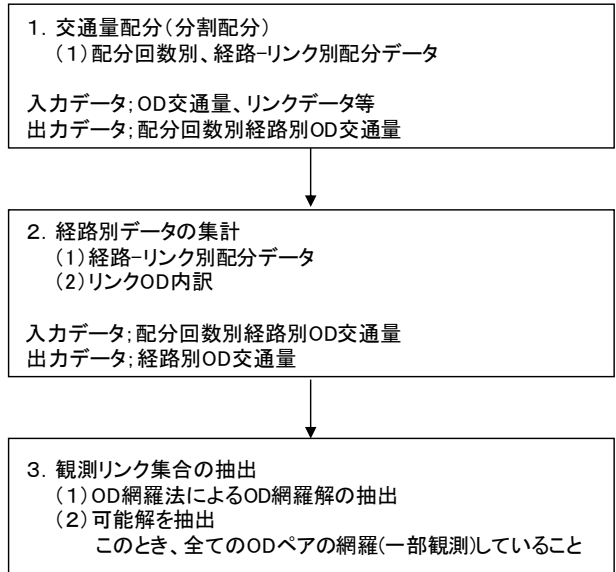 1．交通量配分（分割配分）
（1）配分回数別、経路−リンク別配分データ
入力データ；OD交通量、リンクデータ等
出力データ；配分回数別経路別OD交通量
2．経路別データの集計
（1）経路−リンク別配分データ
（2）リンクOD内訳
入力データ；配分回数別経路別OD交通量
出力データ；経路別OD交通量
3．観測リンク集合の抽出
（1）OD網羅法によるOD網羅解の抽出
（2）可能解を抽出
このとき、全てのODペアの網羅(一部観測)していること